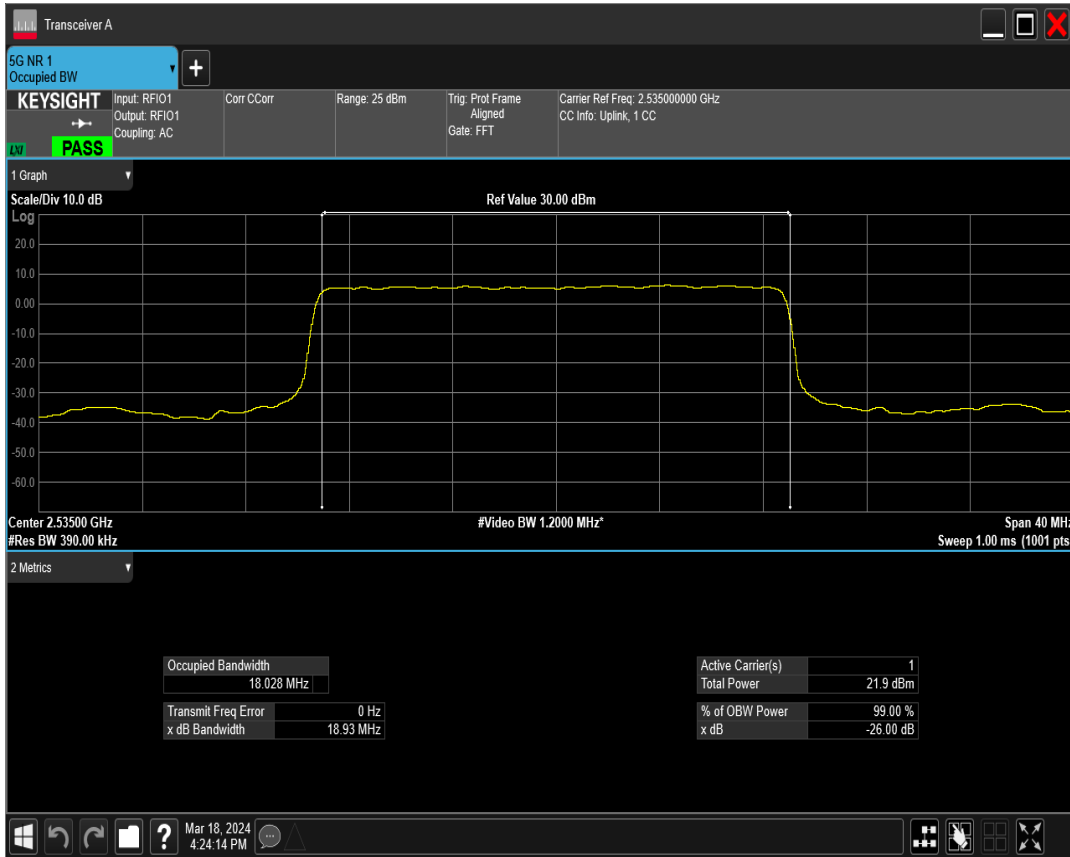 Transceiver A
5G NR 1
Occupied BW
KEYSIGHT
Input: RFIO1
Output: RFIO1
Coupling: AC
Corr CCorr
Range: 25 dBm
Trig: Prot Frame
Aligned
Gate: FFT
Carrier Ref Freq: 2.535000000 GHz
CC Info: Uplink, 1 CC
LXI
PASS
1 Graph
Scale/Div 10.0 dB
Ref Value 30.00 dBm
Log
20.0
10.0
0.00
-10.0
-20.0
-30.0
-40.0
-50.0
-60.0
Center 2.53500 GHz
#Video BW 1.2000 MHz*
Span 40 MHz
#Res BW 390.00 kHz
Sweep 1.00 ms (1001 pts
2 Metrics
Occupied Bandwidth
18.028 MHz
Transmit Freq Error 0 Hz
x dB Bandwidth 18.93 MHz
Active Carrier(s) 1
Total Power 21.9 dBm
% of OBW Power 99.00 %
x dB -26.00 dB
Mar 18, 2024
4:24:14 PM